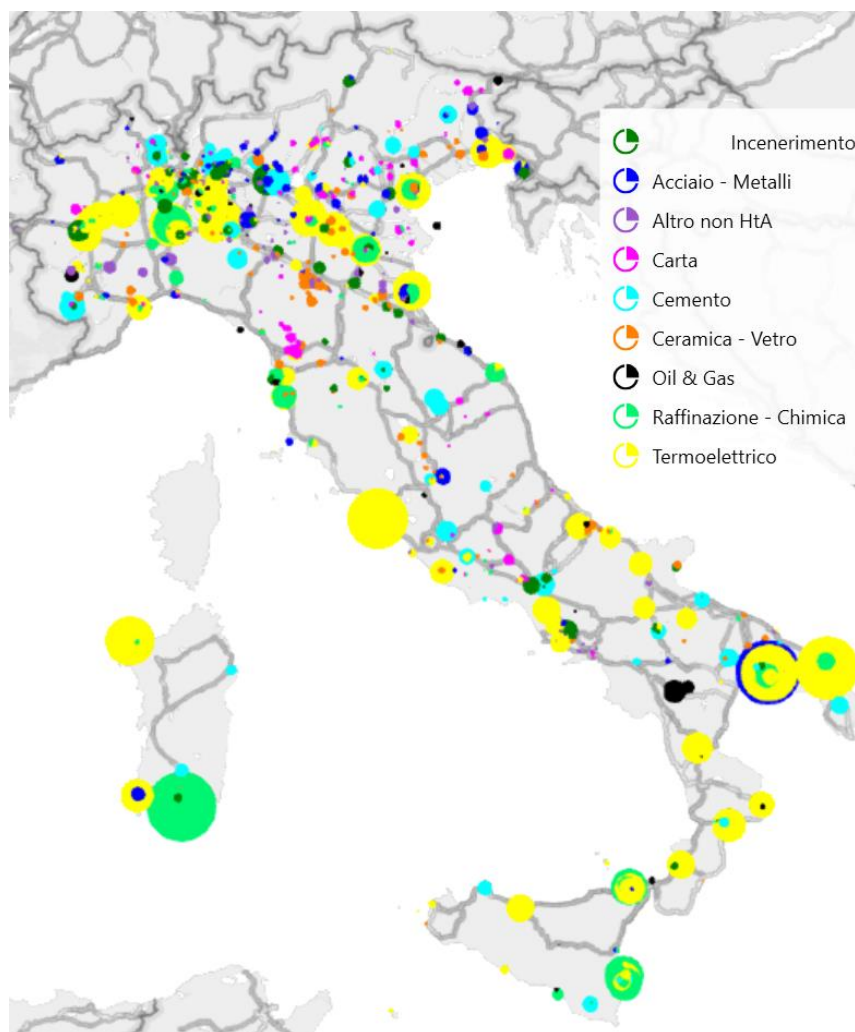 Incenerimento
Acciaio - Metalli
Altro non HtA
Carta
Cemento
Ceramica - Vetro
Oil & Gas
Raffinazione - Chimica
Termoelettrico